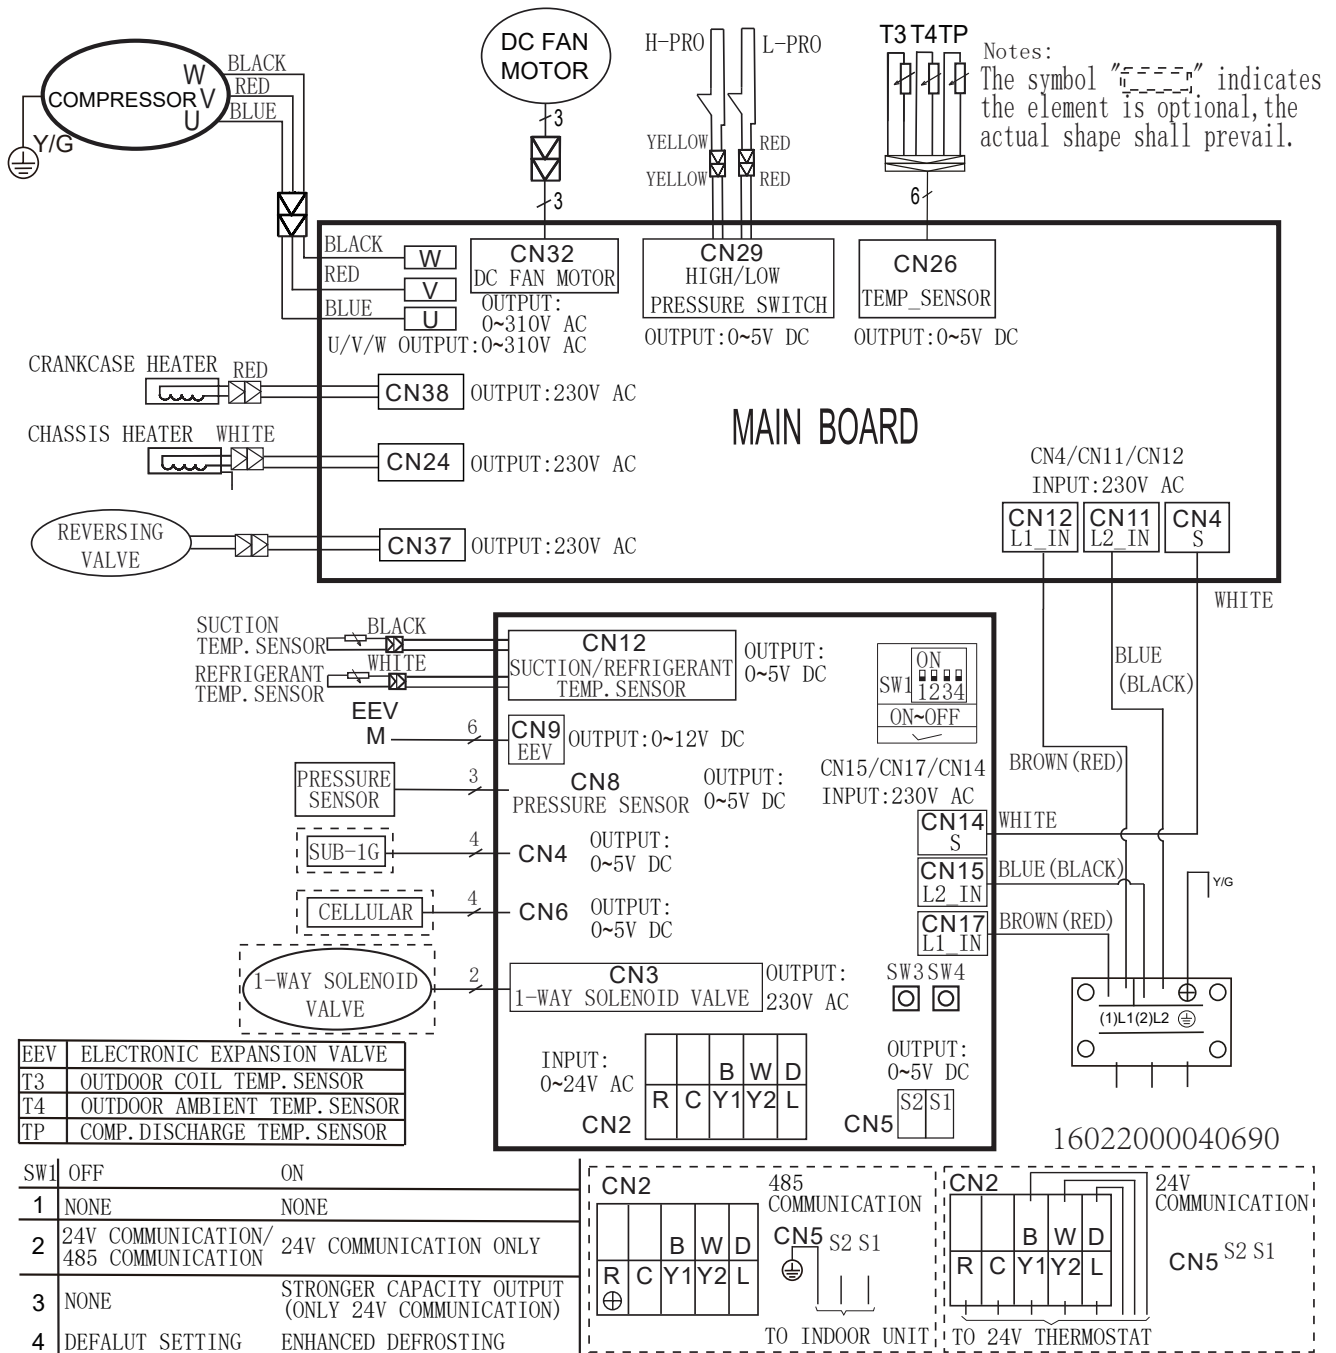 COMPRESSOR
W
V
U
BLACK
RED
BLUE
Y/G
DC FAN
MOTOR
3
3
H-PRO
L-PRO
YELLOW
RED
YELLOW
RED
T3 T4 TP
6
Notes:
The symbol "      " indicates
the element is optional,the
actual shape shall prevail.
BLACK
W
RED
V
BLUE
U
U/V/W OUTPUT:0~310V AC
CN32
DC FAN MOTOR
OUTPUT:
0~310V AC
CN29
HIGH/LOW
PRESSURE SWITCH
OUTPUT:0~5V DC
CN26
TEMP_SENSOR
OUTPUT:0~5V DC
CRANKCASE HEATER
RED
CN38
OUTPUT:230V AC
CHASSIS HEATER
WHITE
CN24
OUTPUT:230V AC
REVERSING
VALVE
CN37
OUTPUT:230V AC
MAIN BOARD
CN4/CN11/CN12
INPUT:230V AC
CN12
L1_IN
CN11
L2_IN
CN4
S
WHITE
BLUE
(BLACK)
BROWN(RED)
SUCTION
TEMP.SENSOR
BLACK
REFRIGERANT
TEMP.SENSOR
WHITE
CN12
SUCTION/REFRIGERANT
TEMP.SENSOR
OUTPUT:
0~5V DC
EEV
M
6
CN9
EEV
OUTPUT:0~12V DC
PRESSURE
SENSOR
3
CN8
PRESSURE SENSOR
OUTPUT:
0~5V DC
SUB-1G
4
CN4
OUTPUT:
0~5V DC
CELLULAR
4
CN6
OUTPUT:
0~5V DC
1-WAY SOLENOID
VALVE
2
CN3
1-WAY SOLENOID VALVE
OUTPUT:
230V AC
SW1
ON
1234
ON~OFF
CN15/CN17/CN14
INPUT:230V AC
CN14
S
WHITE
CN15
L2_IN
BLUE(BLACK)
CN17
L1_IN
BROWN(RED)
Y/G
SW3 SW4
(1)L1(2)L2
INPUT:
0~24V AC
CN2
B W D
R C Y1 Y2 L
OUTPUT:
0~5V DC
CN5
S2 S1
16022000040690
EEV ELECTRONIC EXPANSION VALVE
T3 OUTDOOR COIL TEMP.SENSOR
T4 OUTDOOR AMBIENT TEMP.SENSOR
TP COMP.DISCHARGE TEMP.SENSOR
SW1 OFF ON
1 NONE NONE
2 24V COMMUNICATION/
485 COMMUNICATION 24V COMMUNICATION ONLY
3 NONE STRONGER CAPACITY OUTPUT
(ONLY 24V COMMUNICATION)
4 DEFALUT SETTING ENHANCED DEFROSTING
CN2
B W D
R C Y1 Y2 L
485
COMMUNICATION
CN5 S2 S1
TO INDOOR UNIT
CN2
B W D
R C Y1 Y2 L
24V
COMMUNICATION
CN5 S2 S1
TO 24V THERMOSTAT